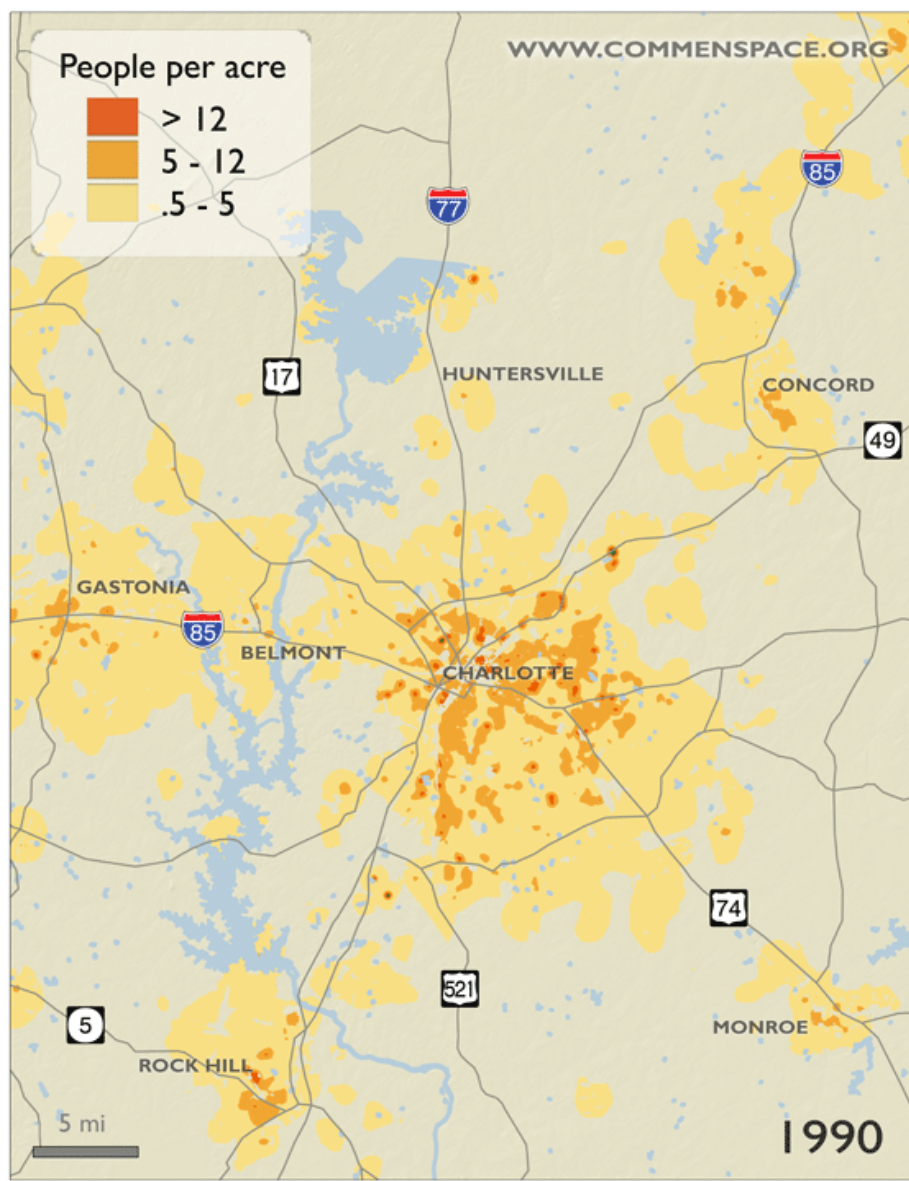 WWW.COMMENSPACE.ORG
People per acre
> 12
5 - 12
.5 - 5
85
77
17
HUNTERSVILLE
CONCORD
49
GASTONIA
85
BELMONT
CHARLOTTE
74
521
5
MONROE
ROCK HILL
5 mi
1990